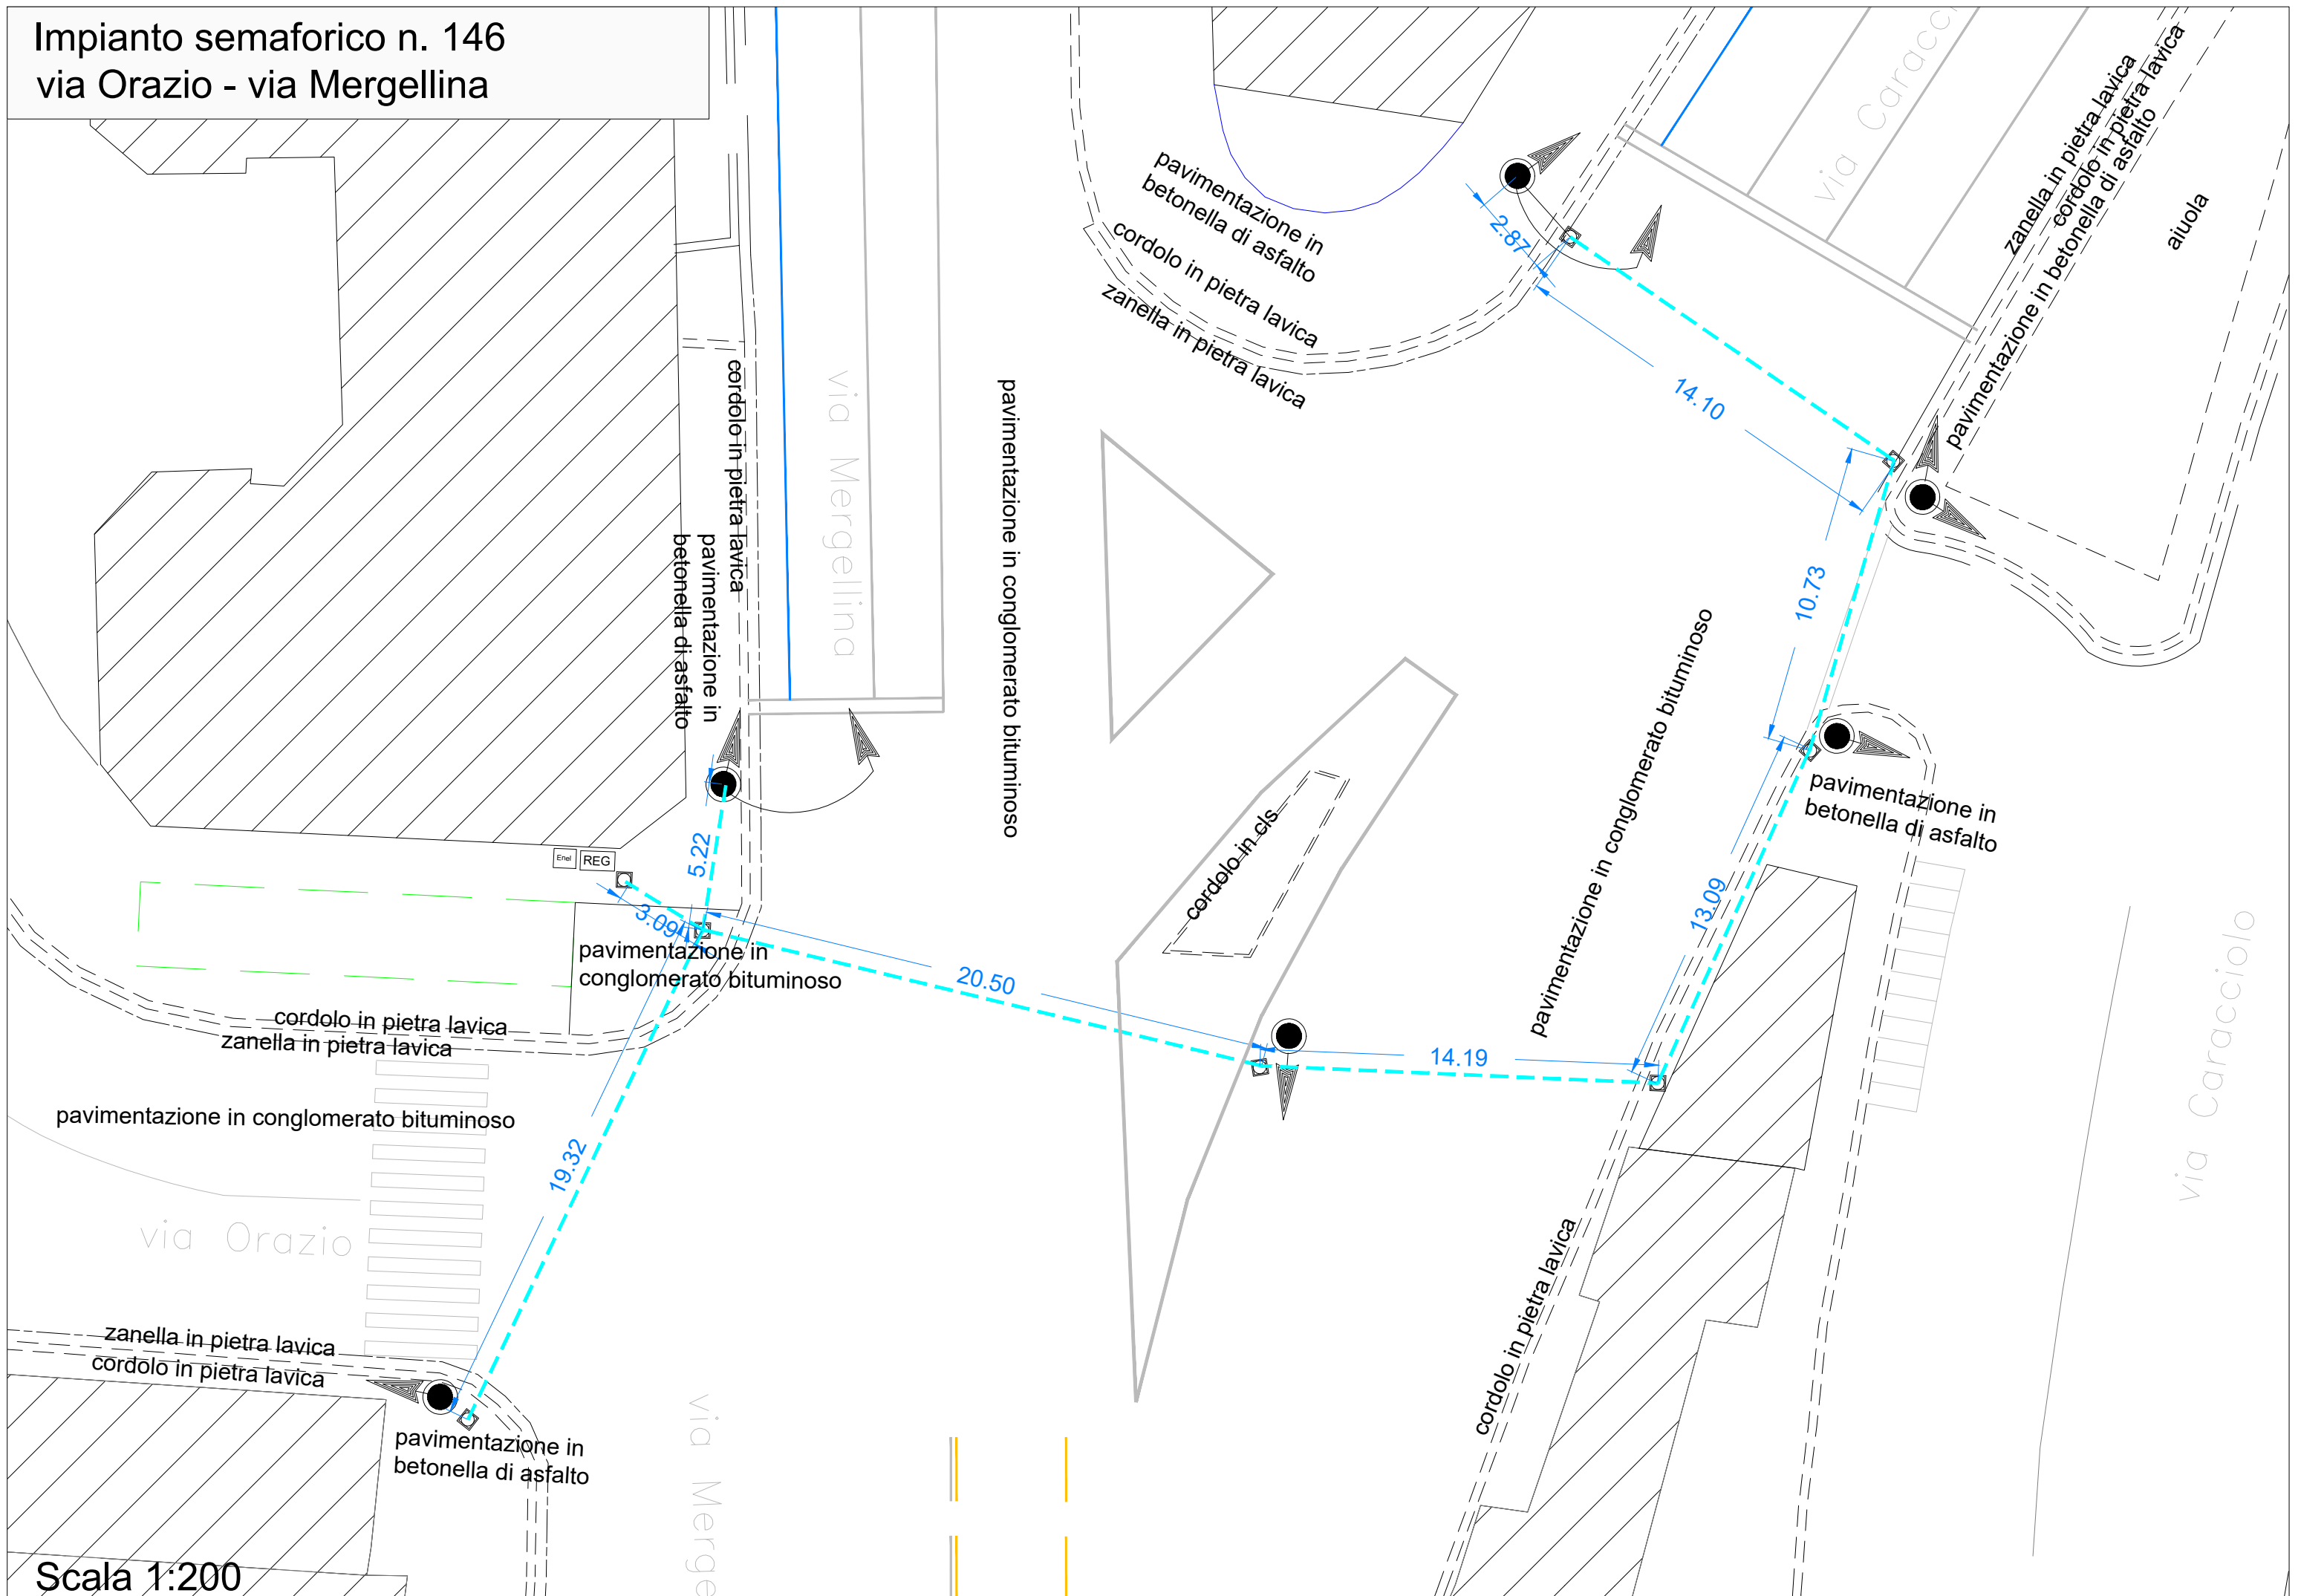 Impianto semaforico n. 146
via Orazio - via Mergellina
via Caracc
zanella in pietra lavica
cordolo in pietra lavica
pavimentazione in betonella di asfalto
aiuola
pavimentazione in
betonella di asfalto
cordolo in pietra lavica
zanella in pietra lavica
2.87
14.10
cordolo in pietra lavica
pavimentazione in
betonella di asfalto
via Mergellina
pavimentazione in conglomerato bituminoso
10.73
pavimentazione in conglomerato bituminoso
pavimentazione in
betonella di asfalto
cordolo in cls
5.22
Enel
REG
3.09
pavimentazione in
conglomerato bituminoso
20.50
13.09
14.19
cordolo in pietra lavica
zanella in pietra lavica
pavimentazione in conglomerato bituminoso
19.32
via Orazio
via Caracciolo
cordolo in pietra lavica
zanella in pietra lavica
cordolo in pietra lavica
pavimentazione in
betonella di asfalto
via Merge
Scala 1:200